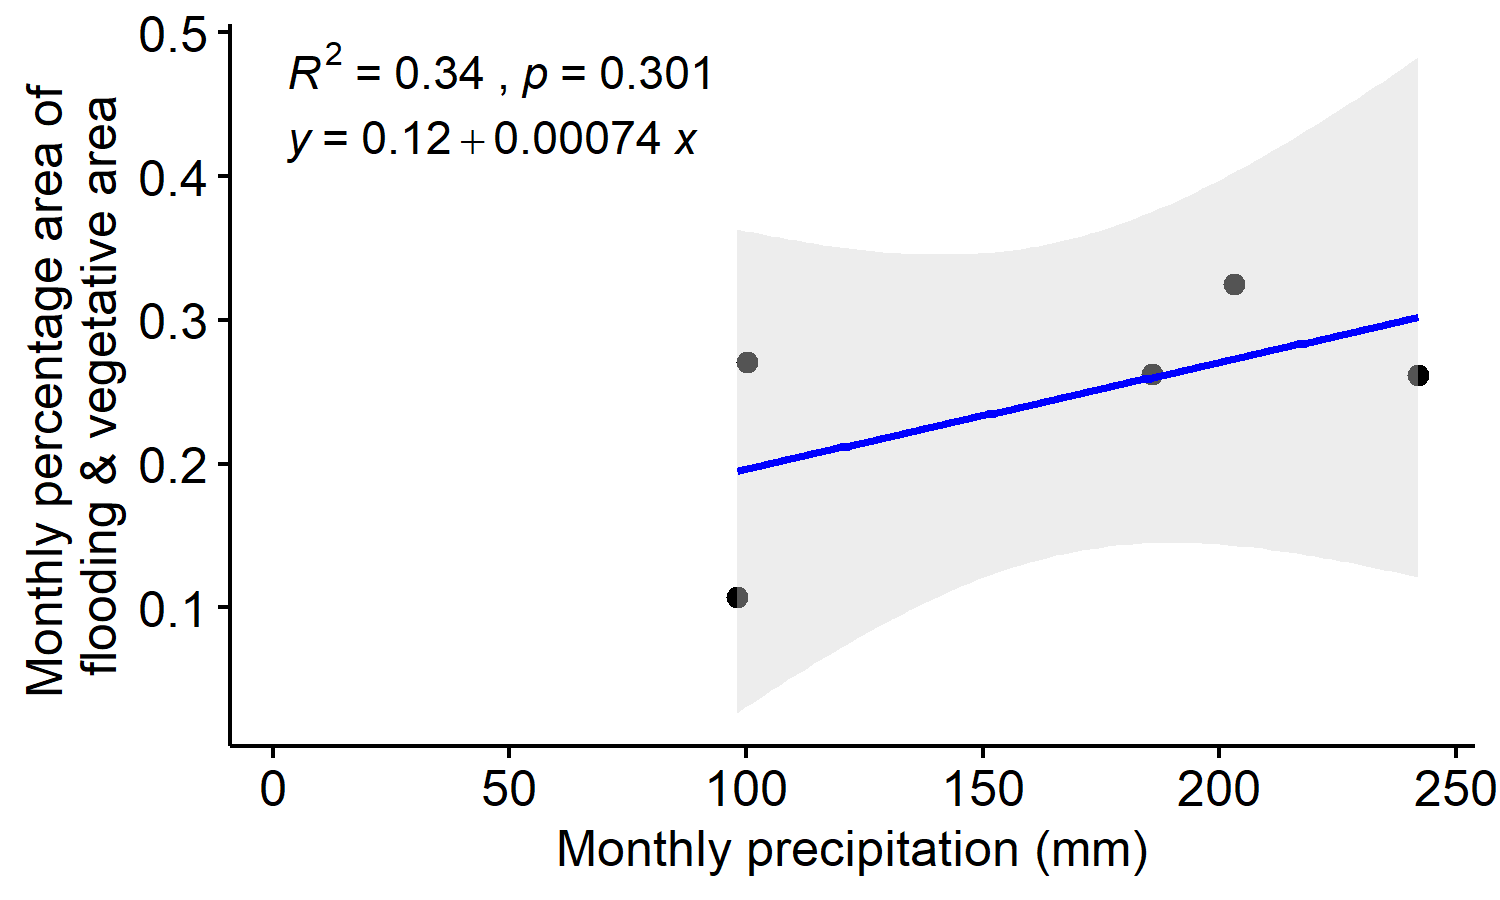 R² = 0.34 , p = 0.301
y = 0.12 + 0.00074 x
Monthly percentage area of
flooding & vegetative area
0.5
0.4
0.3
0.2
0.1
0 50 100 150 200 250
Monthly precipitation (mm)